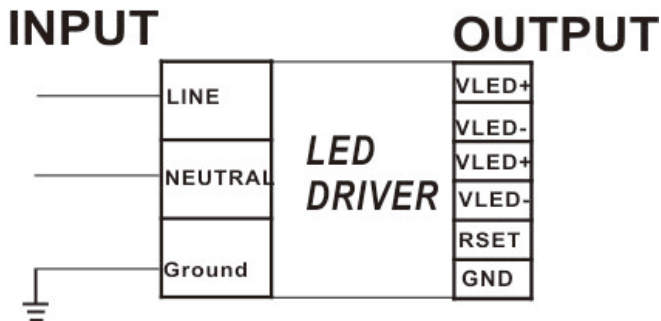 INPUT
OUTPUT
LINE
NEUTRAL
Ground
LED
DRIVER
VLED+
VLED-
VLED+
VLED-
RSET
GND